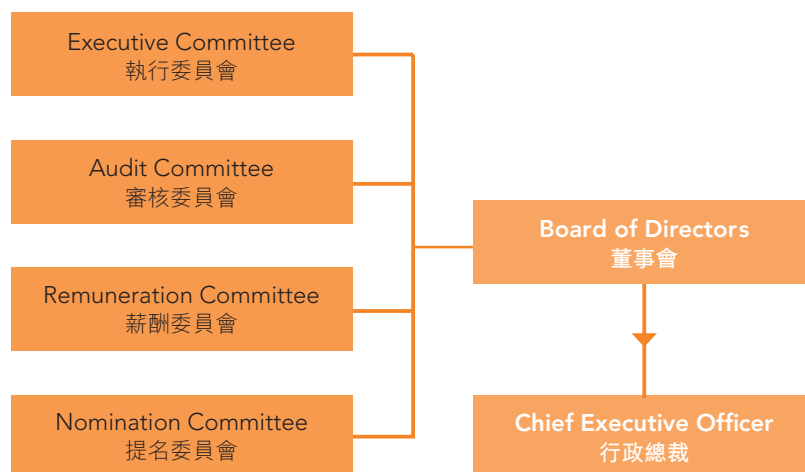 Executive Committee
執行委員會
Audit Committee
審核委員會
Remuneration Committee
薪酬委員會
Nomination Committee
提名委員會
Board of Directors
董事會
Chief Executive Officer
行政總裁